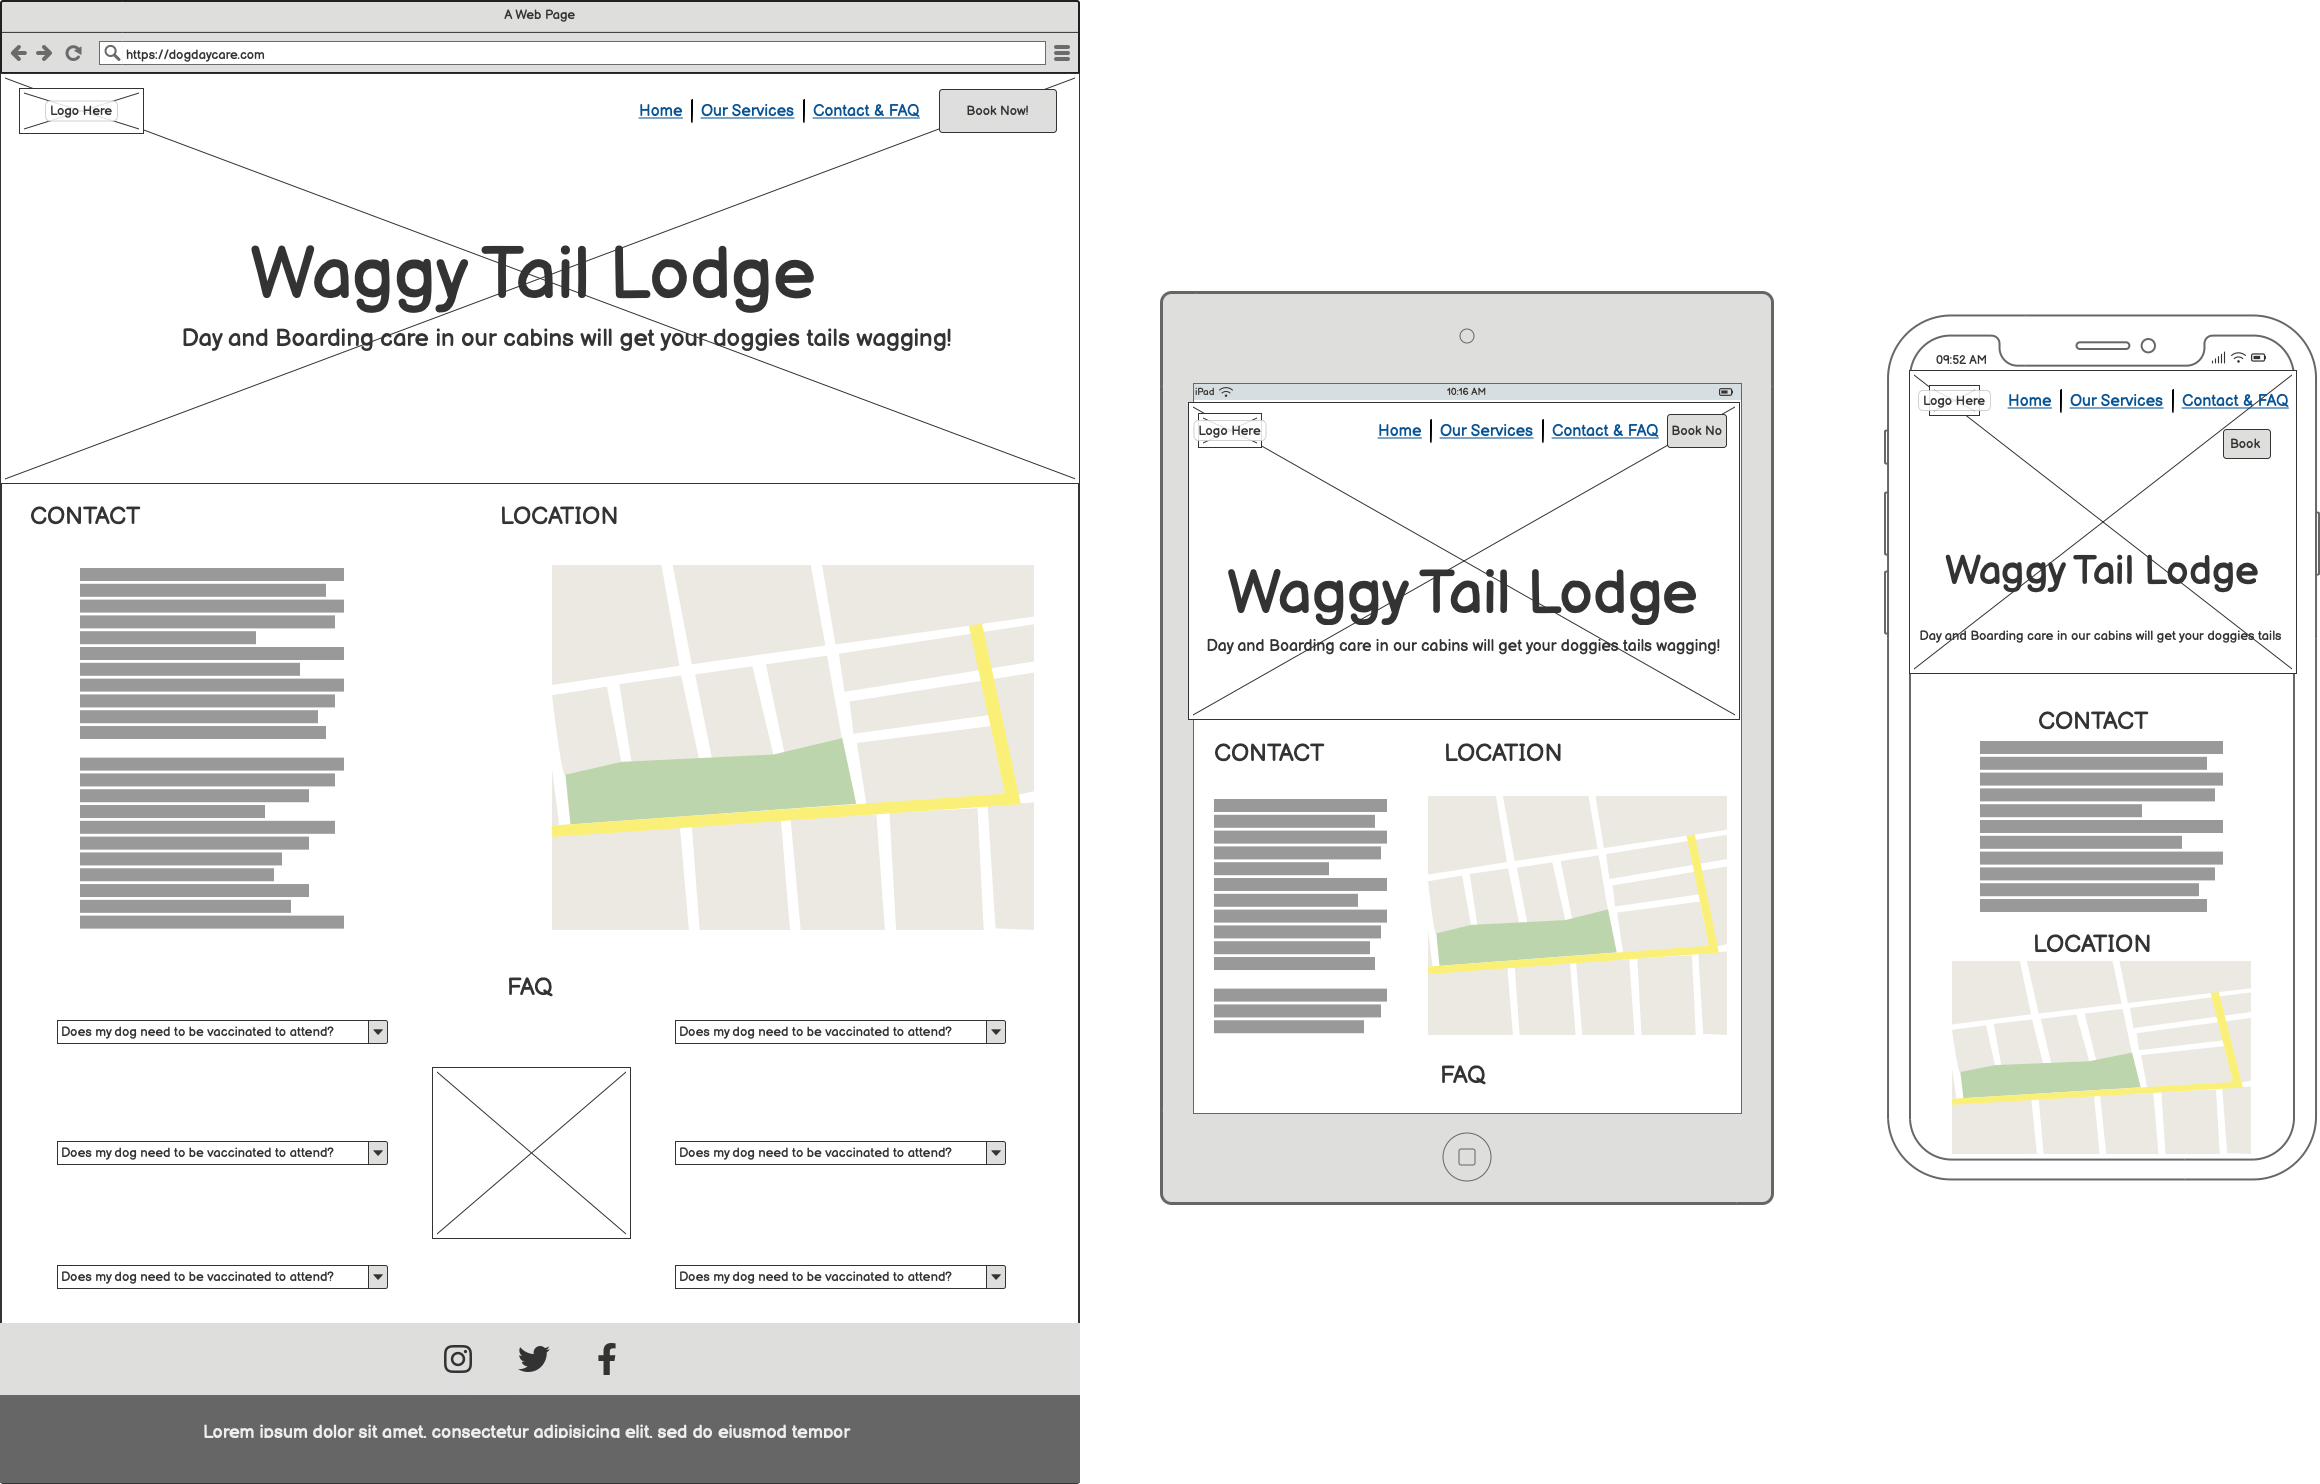 A Web Page
https://dogdaycare.com
Logo Here
Home Our Services Contact & FAQ Book Now!
Waggy Tail Lodge
Day and Boarding care in our cabins will get your doggies tails wagging!
CONTACT LOCATION
FAQ
Does my dog need to be vaccinated to attend? Does my dog need to be vaccinated to attend?
Does my dog need to be vaccinated to attend? Does my dog need to be vaccinated to attend?
Does my dog need to be vaccinated to attend? Does my dog need to be vaccinated to attend?
Lorem ipsum dolor sit amet, consectetur adipisicing elit, sed do eiusmod tempor
iPad 10:16 AM
Logo Here Home Our Services Contact & FAQ Book No
Waggy Tail Lodge
Day and Boarding care in our cabins will get your doggies tails wagging!
CONTACT LOCATION
FAQ
09:52 AM
Logo Here Home Our Services Contact & FAQ
Book
Waggy Tail Lodge
Day and Boarding care in our cabins will get your doggies tails
CONTACT
LOCATION